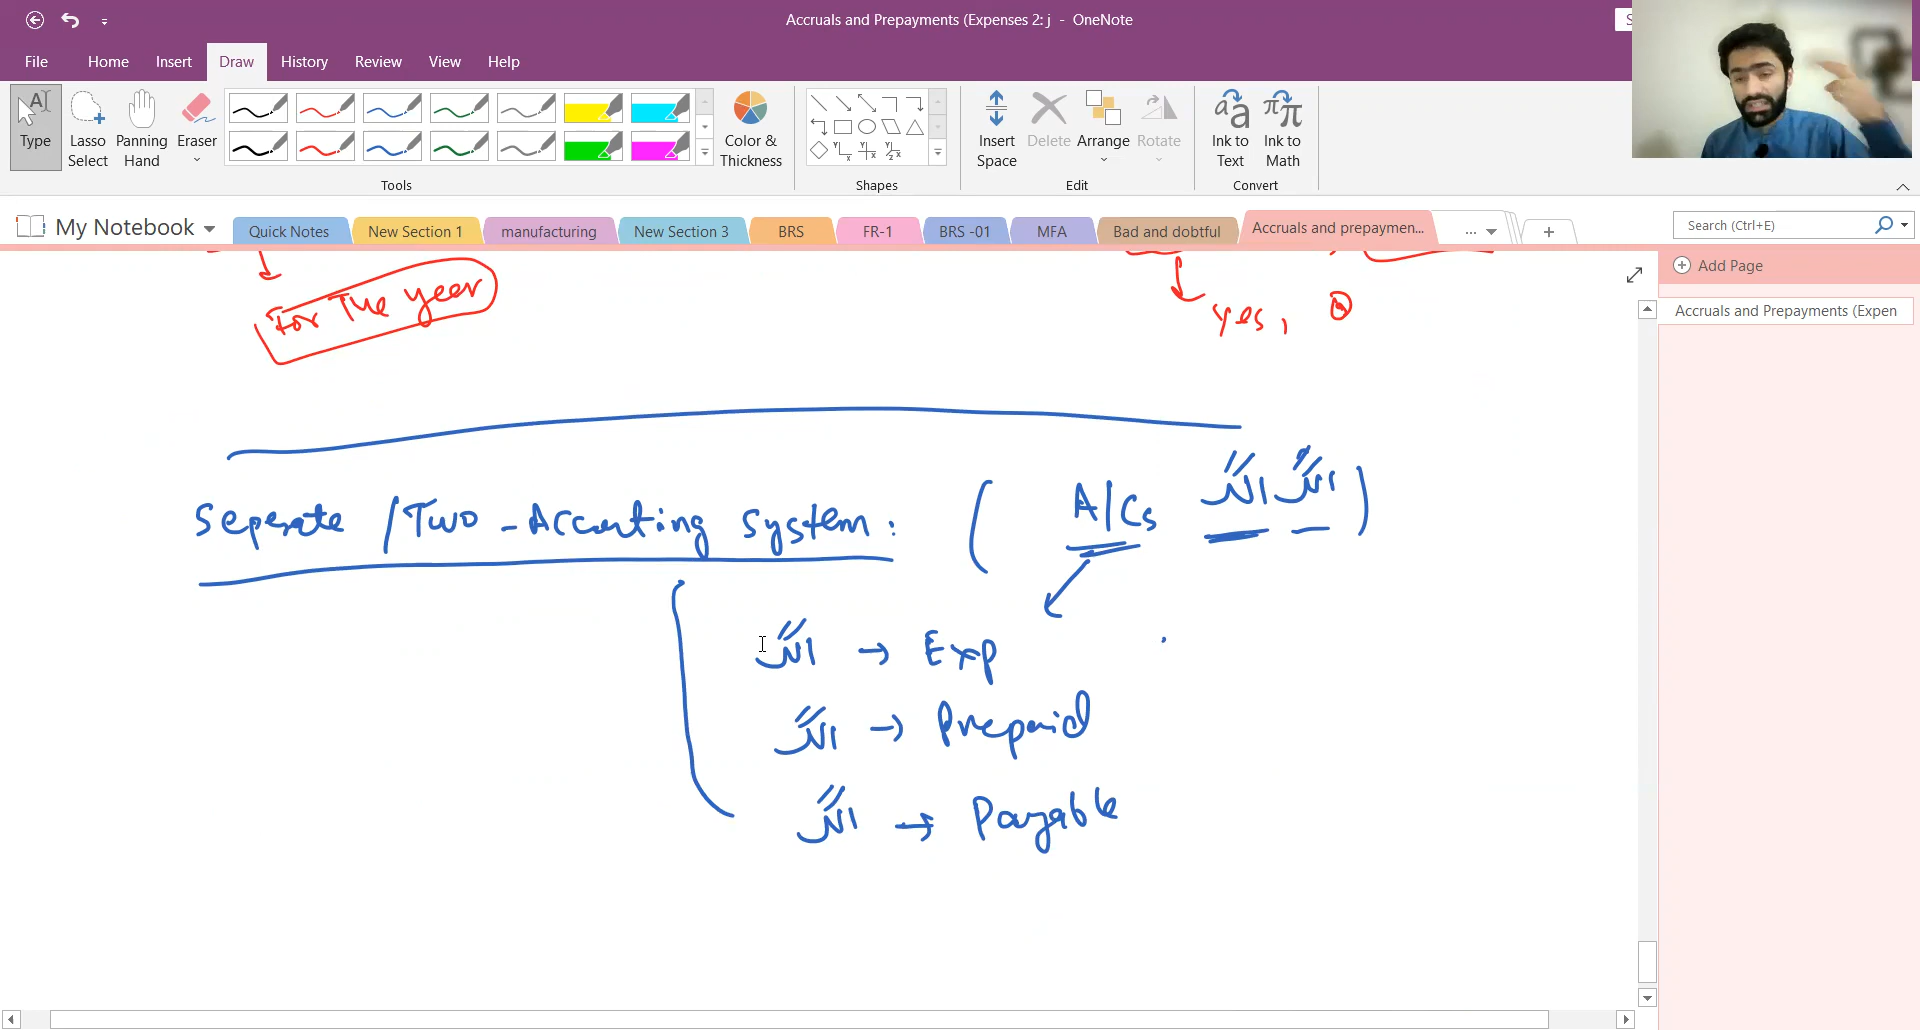 Accruals and Prepayments (Expenses 2: j - OneNote
File Home Insert Draw History Review View Help
Type
Lasso Select
Panning Hand
Eraser
Color & Thickness
Insert Space
Delete
Arrange
Rotate
Ink to Text
Ink to Math
Tools Shapes Edit Convert
My Notebook Quick Notes New Section 1 manufacturing New Section 3 BRS FR-1 BRS -01 MFA Bad and doubtful Accruals and prepaymen... ... + Search (Ctrl+E)
Add Page
Accruals and Prepayments (Expen
For The year
yes,
Seperate / Two - Accounting system : ( A/Cs الگ الگ )
الگ → Exp
الگ → Prepaid
الگ → Payable